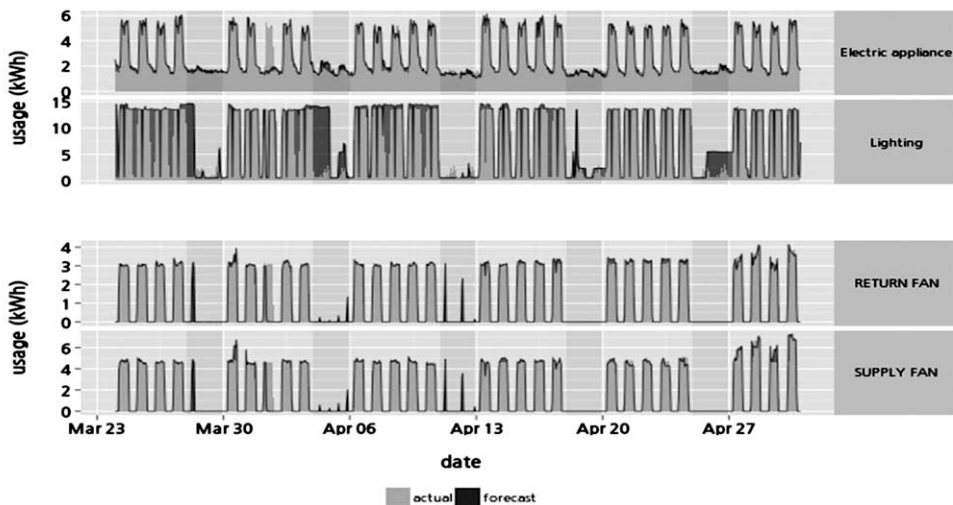 6
4
2
0
Electric appliance
usage (kWh)
15
10
5
0
Lighting
4
3
2
1
0
RETURN FAN
usage (kWh)
6
4
2
0
SUPPLY FAN
Mar 23 Mar 30 Apr 06 Apr 13 Apr 20 Apr 27
date
actual forecast